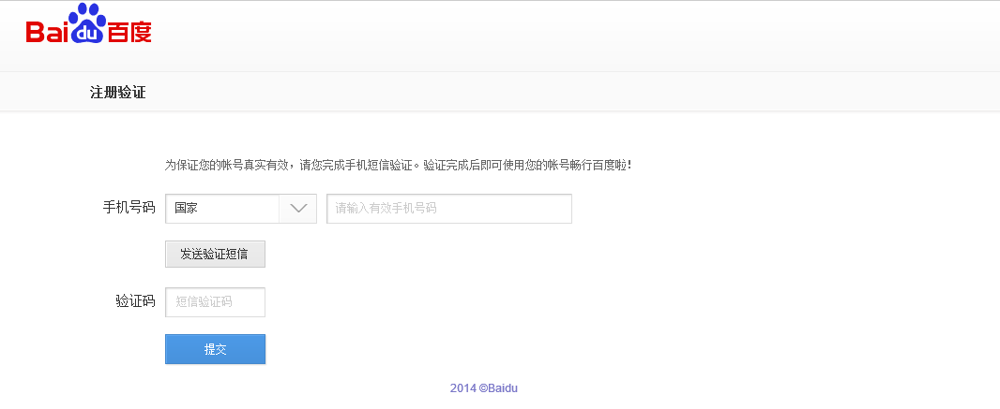 Baidu百度
注册验证
为保证您的帐号真实有效，请您完成手机短信验证。验证完成后即可使用您的帐号畅行百度啦！
手机号码 国家 请输入有效手机号码
发送验证短信
验证码 短信验证码
提交
2014 ©Baidu